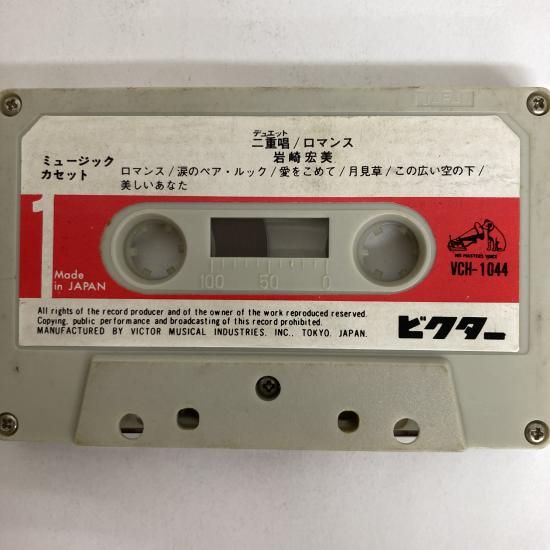 デュエット
二重唱/ロマンス
岩崎宏美
ミュージック
カセット
ロマンス/涙のペア・ルック/愛をこめて/月見草/この広い空の下/
美しいあなた
1
Made
in JAPAN
100 50 0
HIS MASTER'S VOICE
VCH-1044
All rights of the record producer and of the owner of the work reproduced reserved.
Copying, public performance and broadcasting of this record prohibited.
MANUFACTURED BY VICTOR MUSICAL INDUSTRIES, INC., TOKYO, JAPAN.
ビクター